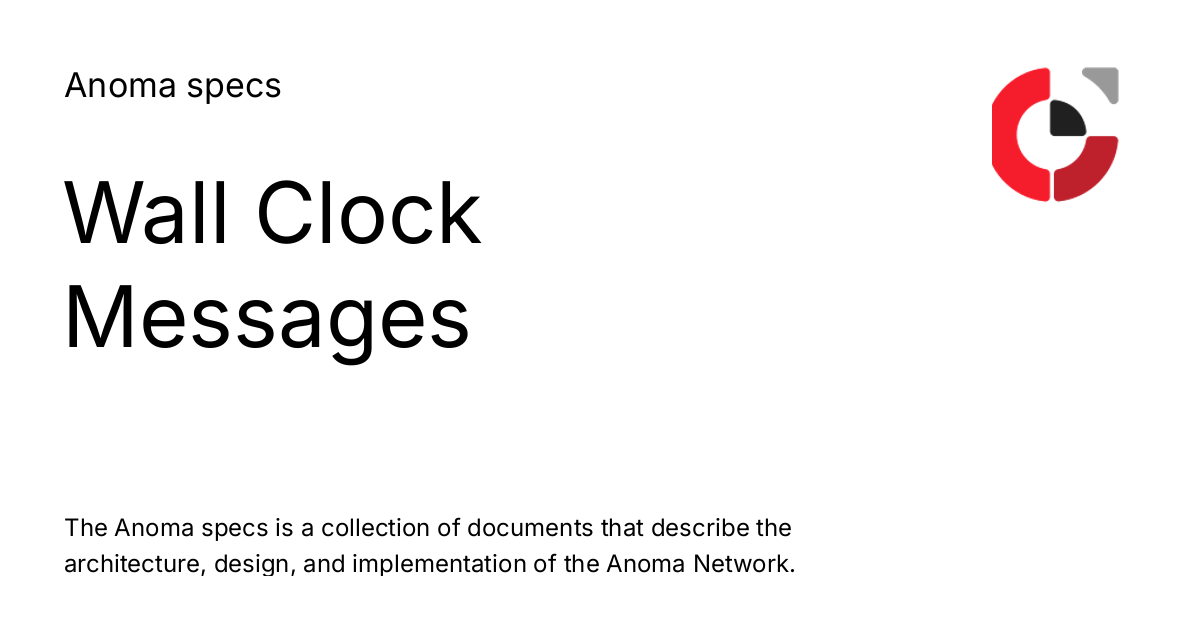 Anoma specs
Wall Clock
Messages
The Anoma specs is a collection of documents that describe the
architecture, design, and implementation of the Anoma Network.